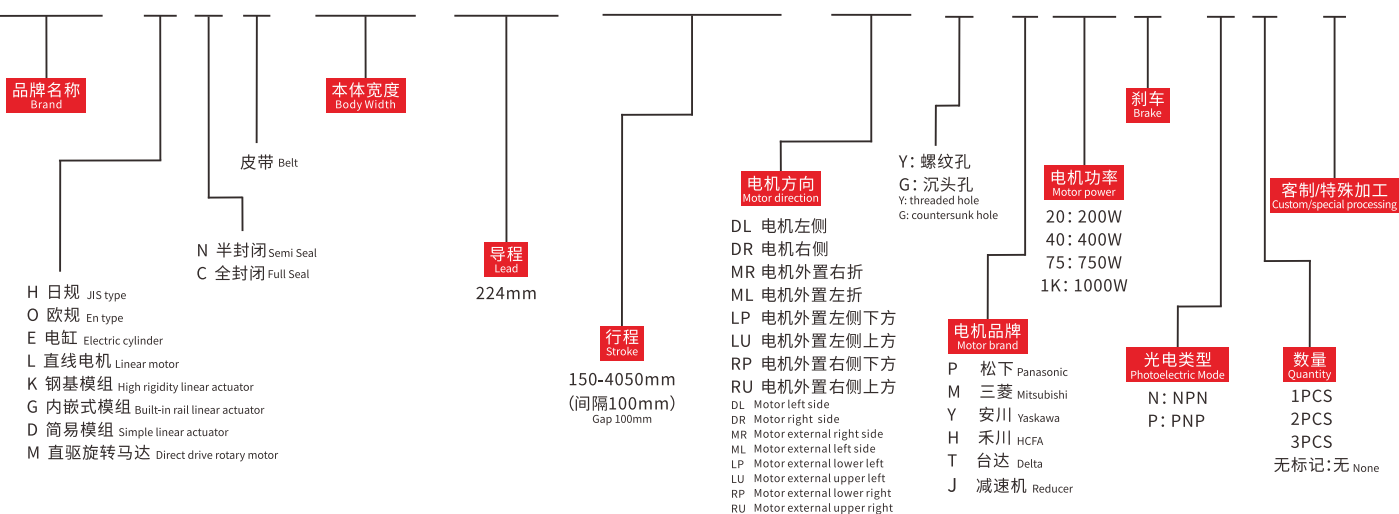 品牌名称
Brand
H 日规 JIS type
O 欧规 En type
E 电缸 Electric cylinder
L 直线电机 Linear motor
K 钢基模组 High rigidity linear actuator
G 内嵌式模组 Built-in rail linear actuator
D 简易模组 Simple linear actuator
M 直驱旋转马达 Direct drive rotary motor
N 半封闭 Semi Seal
C 全封闭 Full Seal
皮带 Belt
本体宽度
Body Width
导程
Lead
224mm
行程
Stroke
150-4050mm
(间隔100mm)
Gap 100mm
电机方向
Motor direction
DL 电机左侧
DR 电机右侧
MR 电机外置右折
ML 电机外置左折
LP 电机外置左侧下方
LU 电机外置左侧上方
RP 电机外置右侧下方
RU 电机外置右侧上方
DL Motor left side
DR Motor right side
MR Motor external right side
ML Motor external left side
LP Motor external lower left
LU Motor external upper left
RP Motor external lower right
RU Motor external upper right
Y：螺纹孔
G：沉头孔
Y: threaded hole
G: countersunk hole
电机品牌
Motor brand
P 松下 Panasonic
M 三菱 Mitsubishi
Y 安川 Yaskawa
H 禾川 HCFA
T 台达 Delta
J 减速机 Reducer
电机功率
Motor power
20：200W
40：400W
75：750W
1K：1000W
刹车
Brake
光电类型
Photoelectric Mode
N：NPN
P：PNP
数量
Quantity
1PCS
2PCS
3PCS
无标记：无 None
客制/特殊加工
Custom/special processing